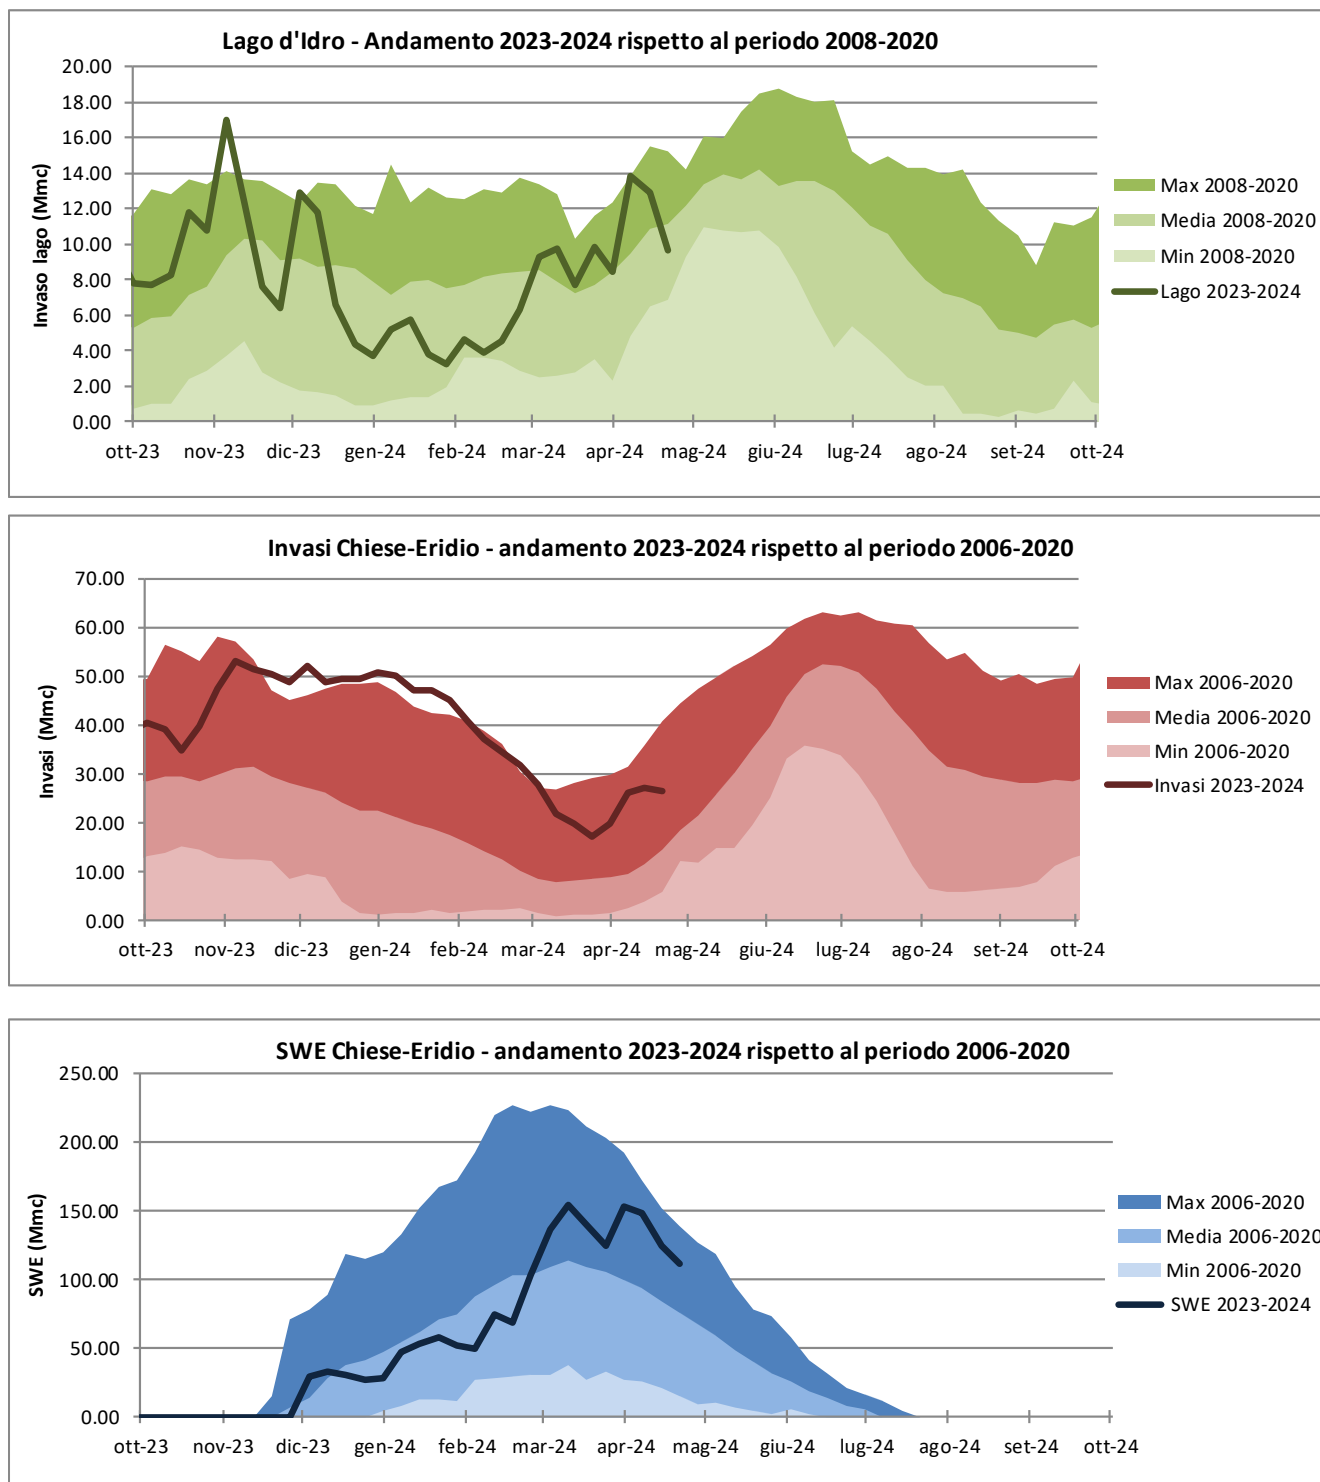 Lago d'Idro - Andamento 2023-2024 rispetto al periodo 2008-2020
Invaso lago (Mmc)
20.00
18.00
16.00
14.00
12.00
10.00
8.00
6.00
4.00
2.00
0.00
ott-23 nov-23 dic-23 gen-24 feb-24 mar-24 apr-24 mag-24 giu-24 lug-24 ago-24 set-24 ott-24
Max 2008-2020
Media 2008-2020
Min 2008-2020
Lago 2023-2024
Invasi Chiese-Eridio - andamento 2023-2024 rispetto al periodo 2006-2020
Invasi (Mmc)
70.00
60.00
50.00
40.00
30.00
20.00
10.00
0.00
ott-23 nov-23 dic-23 gen-24 feb-24 mar-24 apr-24 mag-24 giu-24 lug-24 ago-24 set-24 ott-24
Max 2006-2020
Media 2006-2020
Min 2006-2020
Invasi 2023-2024
SWE Chiese-Eridio - andamento 2023-2024 rispetto al periodo 2006-2020
SWE (Mmc)
250.00
200.00
150.00
100.00
50.00
0.00
ott-23 nov-23 dic-23 gen-24 feb-24 mar-24 apr-24 mag-24 giu-24 lug-24 ago-24 set-24 ott-24
Max 2006-2020
Media 2006-2020
Min 2006-2020
SWE 2023-2024